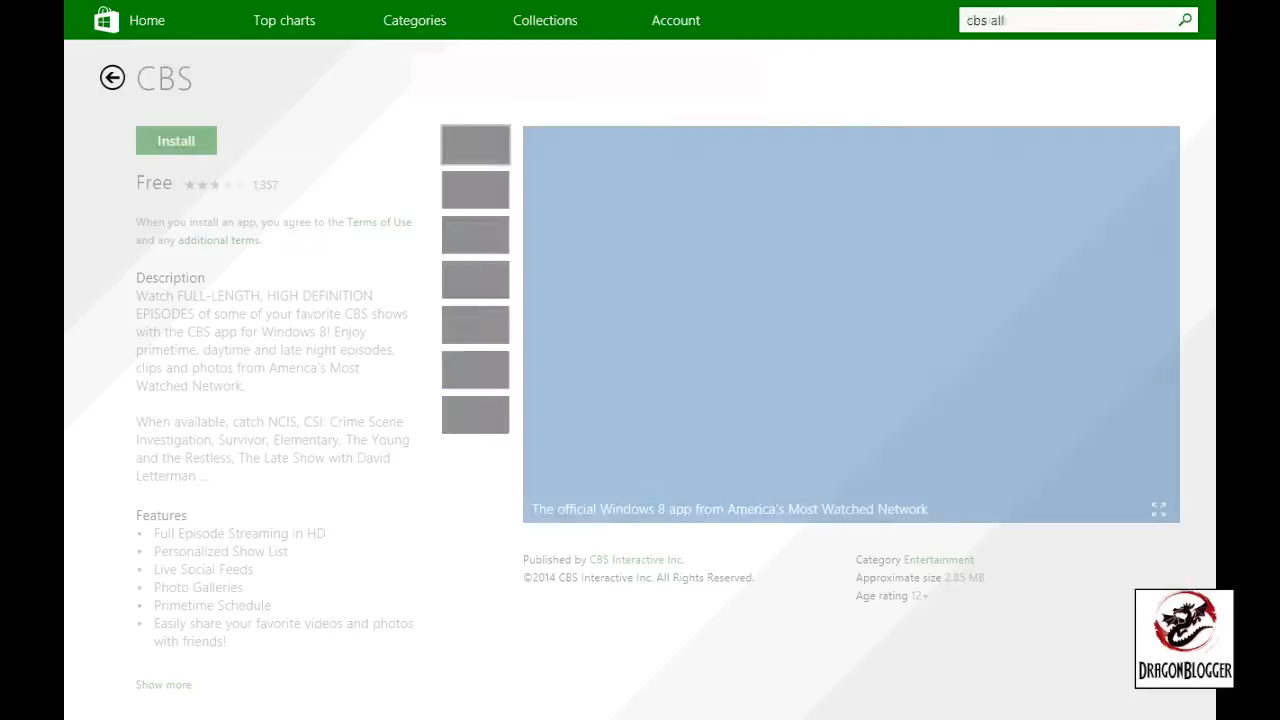 Home
Top charts
Categories
Collections
Account
cbs all
CBS
Install
Free
1,357
When you install an app, you agree to the Terms of Use
and any additional terms.
Description
Watch FULL-LENGTH, HIGH DEFINITION
EPISODES of some of your favorite CBS shows
with the CBS app for Windows 8! Enjoy
primetime, daytime and late night episodes,
clips and photos from America's Most
Watched Network.
When available, catch NCIS, CSI: Crime Scene
Investigation, Survivor, Elementary, The Young
and the Restless, The Late Show with David
Letterman ...
Features
• Full Episode Streaming in HD
• Personalized Show List
• Live Social Feeds
• Photo Galleries
• Primetime Schedule
• Easily share your favorite videos and photos
with friends!
Show more
The official Windows 8 app from America's Most Watched Network
Published by CBS Interactive Inc.
©2014 CBS Interactive Inc. All Rights Reserved.
Category Entertainment
Approximate size 2.85 MB
Age rating 12+
DRAGONBLOGGER